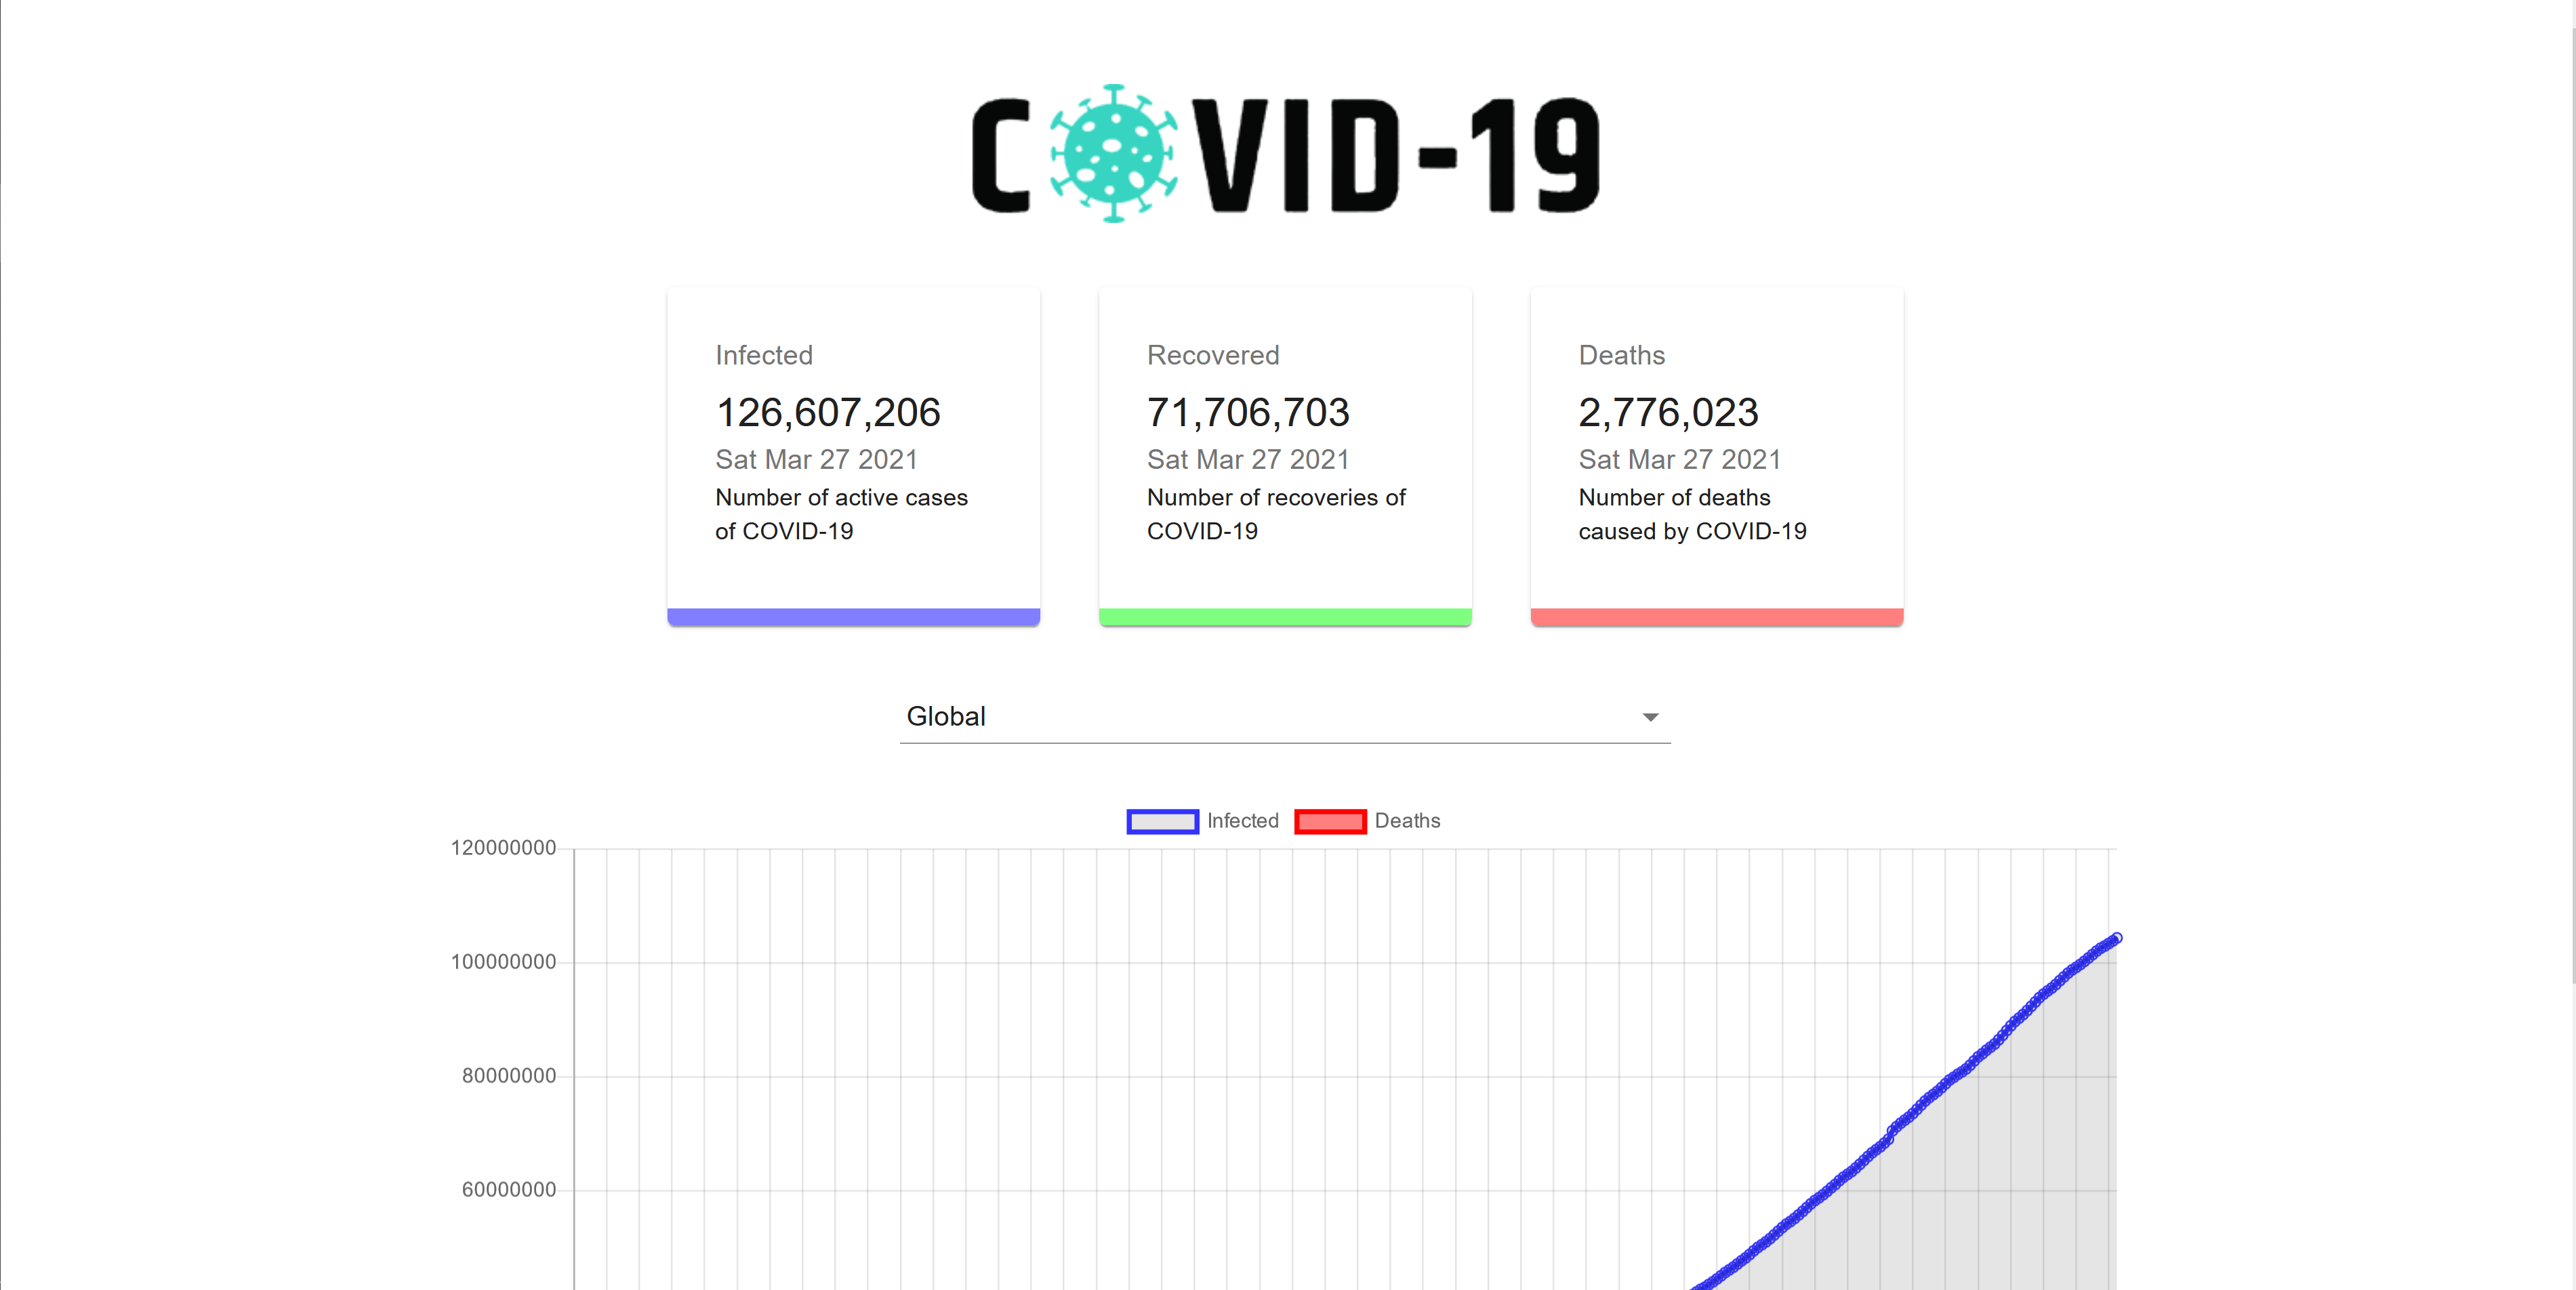 COVID-19
Infected
126,607,206
Sat Mar 27 2021
Number of active cases
of COVID-19
Recovered
71,706,703
Sat Mar 27 2021
Number of recoveries of
COVID-19
Deaths
2,776,023
Sat Mar 27 2021
Number of deaths
caused by COVID-19
Global
Infected Deaths
120000000
100000000
80000000
60000000